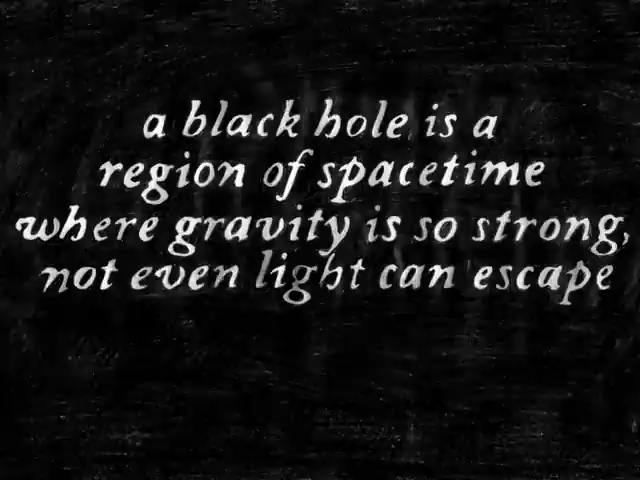 a black hole is a
region of spacetime
where gravity is so strong,
not even light can escape